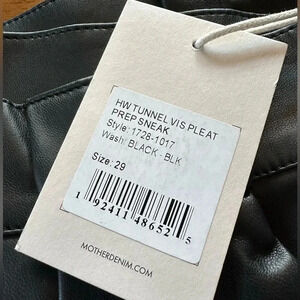 HW TUNNEL VIS.PLEAT
PREP SNEAK
Style: 1728-1017
Wash: BLACK - BLK
Size: 29
1 92411 48652 5
MOTHERDENIM.COM